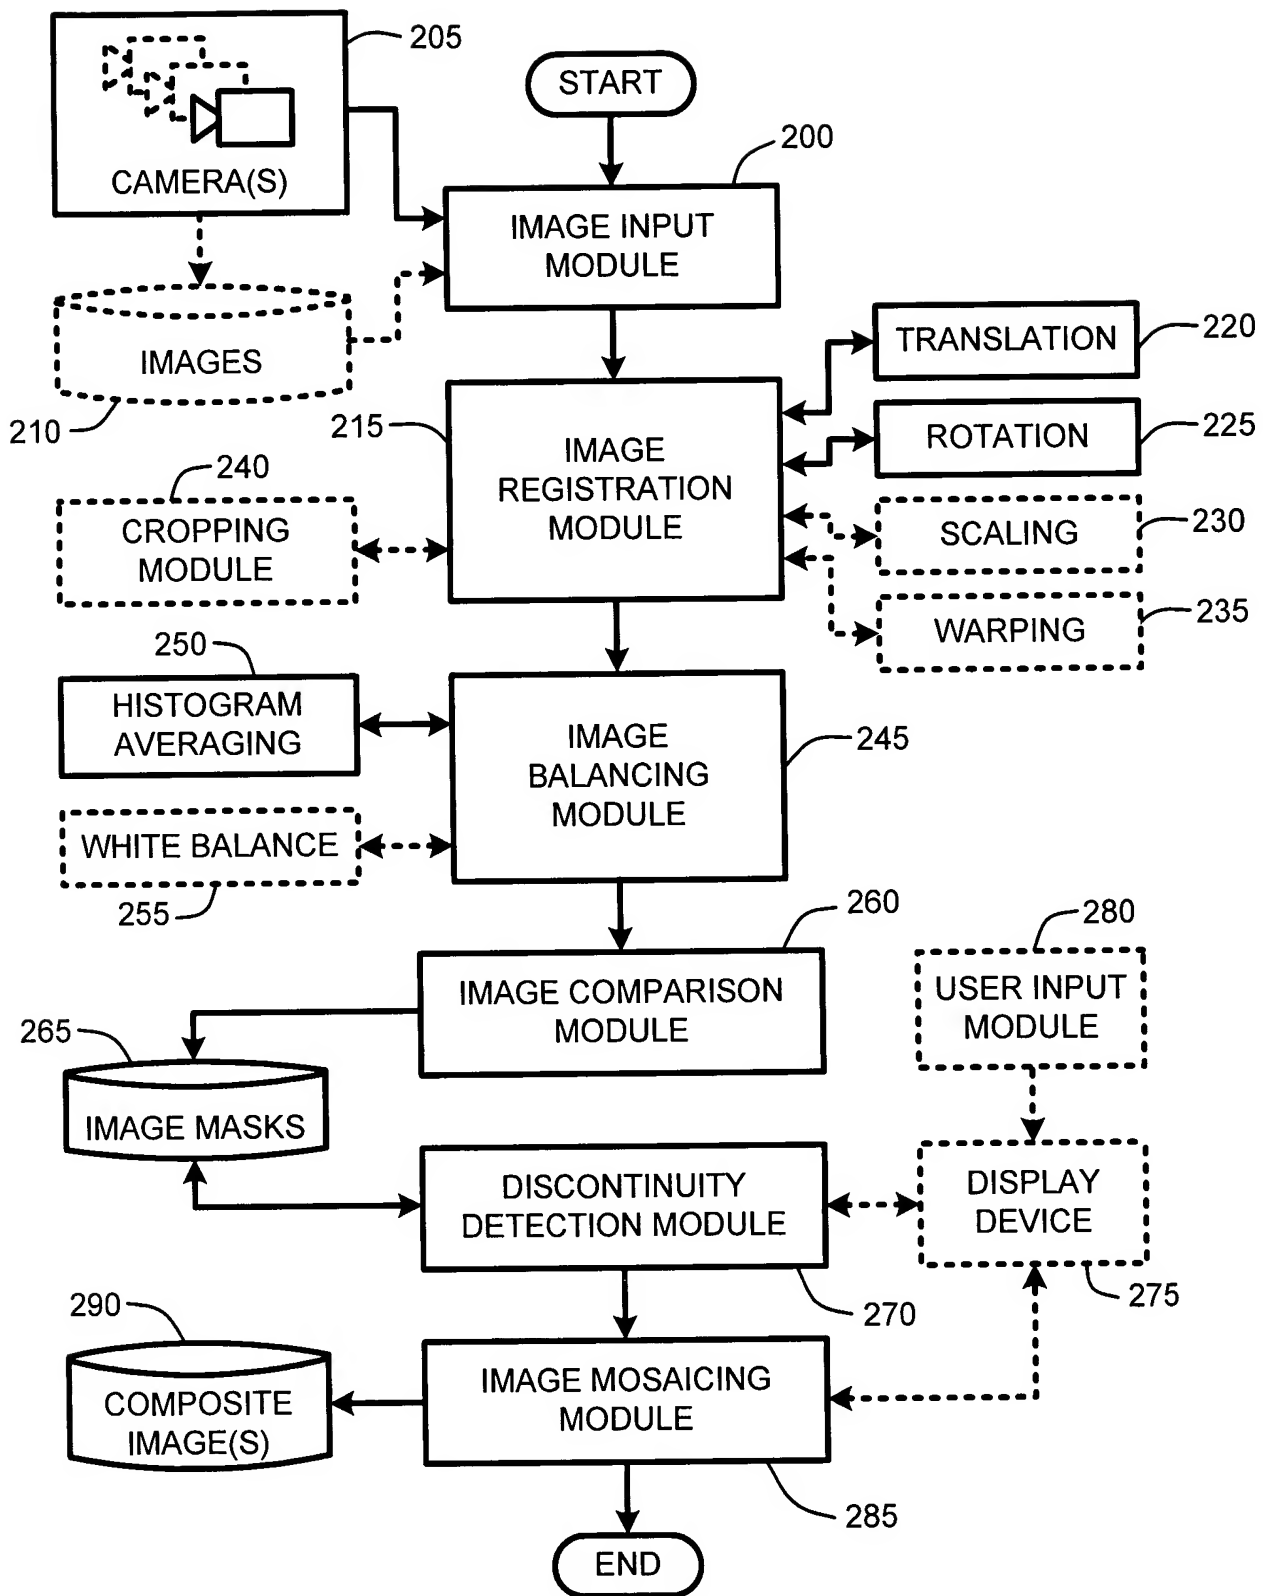 205
START
200
CAMERA(S)
IMAGE INPUT
MODULE
IMAGES
210
TRANSLATION
220
215
IMAGE
REGISTRATION
MODULE
ROTATION
225
240
CROPPING
MODULE
SCALING
230
WARPING
235
250
HISTOGRAM
AVERAGING
IMAGE
BALANCING
MODULE
245
WHITE BALANCE
255
260
280
IMAGE COMPARISON
MODULE
USER INPUT
MODULE
265
IMAGE MASKS
DISCONTINUITY
DETECTION MODULE
DISPLAY
DEVICE
270
275
290
IMAGE MOSAICING
MODULE
COMPOSITE
IMAGE(S)
285
END